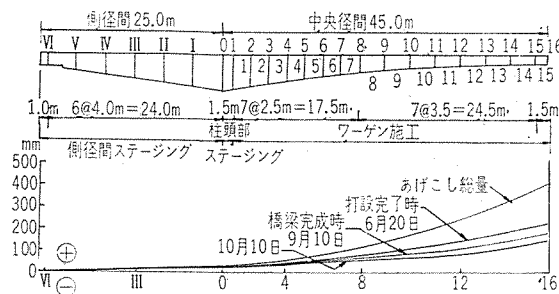 側径間25.0m 中央径間45.0m
Ⅵ Ⅴ Ⅳ Ⅲ Ⅱ Ⅰ 0 1 2 3 4 5 6 7 8 9 10 11 12 13 14 15 16
1 2 3 4 5 6 7 8 9 10 11 12 13 14 15
1.0m 6@4.0m=24.0m 1.5m 7@2.5m=17.5m 7@3.5=24.5m 1.5m
柱頭部 ワーゲン施工
側径間ステージング ステージング
mm
500
400
300
200
100
0
あげこし総量
打設完了時
6月20日
橋梁完成時
9月10日
10月10日
⊕
⊖
Ⅵ Ⅲ 0 4 8 12 16